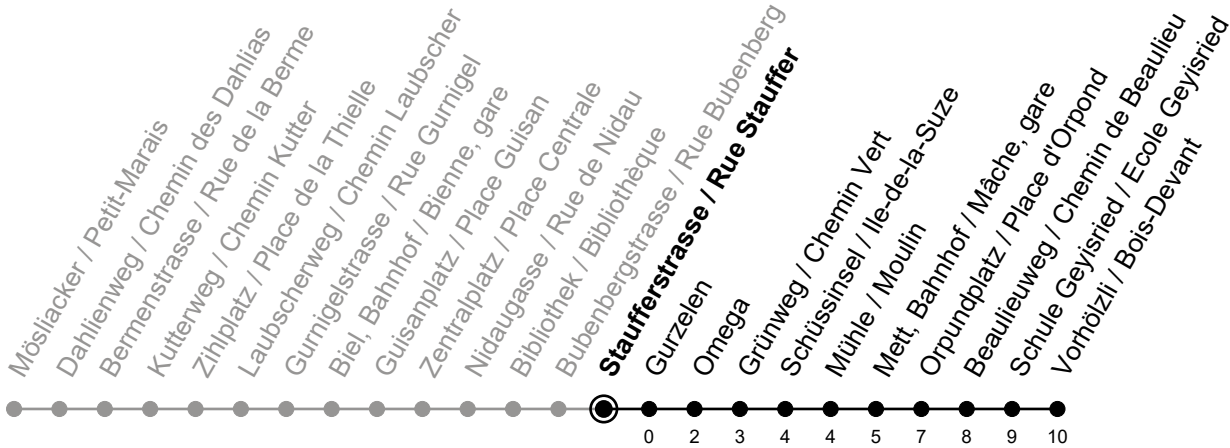 Mösliacker / Petit-Marais
Dahlienweg / Chemin des Dahlias
Bermenstrasse / Rue de la Berme
Kutterweg / Chemin Kutter
Zihlplatz / Place de la Thielle
Laubscherweg / Chemin Laubscher
Gurnigelstrasse / Rue Gurnigel
Biel, Bahnhof / Bienne, gare
Guisanplatz / Place Guisan
Zentralplatz / Place Centrale
Nidaugasse / Rue de Nidau
Bibliothek / Bibliothèque
Bubenbergstrasse / Rue Bubenberg
Staufferstrasse / Rue Stauffer
Gurzelen
Omega
Grünweg / Chemin Vert
Schüssinsel / Ile-de-la-Suze
Mühle / Moulin
Mett, Bahnhof / Mâche, gare
Orpundplatz / Place d'Orpond
Beaulieuweg / Chemin de Beaulieu
Schule Geyisried / Ecole Geyisried
Vorhölzli / Bois-Devant
0 2 3 4 4 5 7 8 9 10